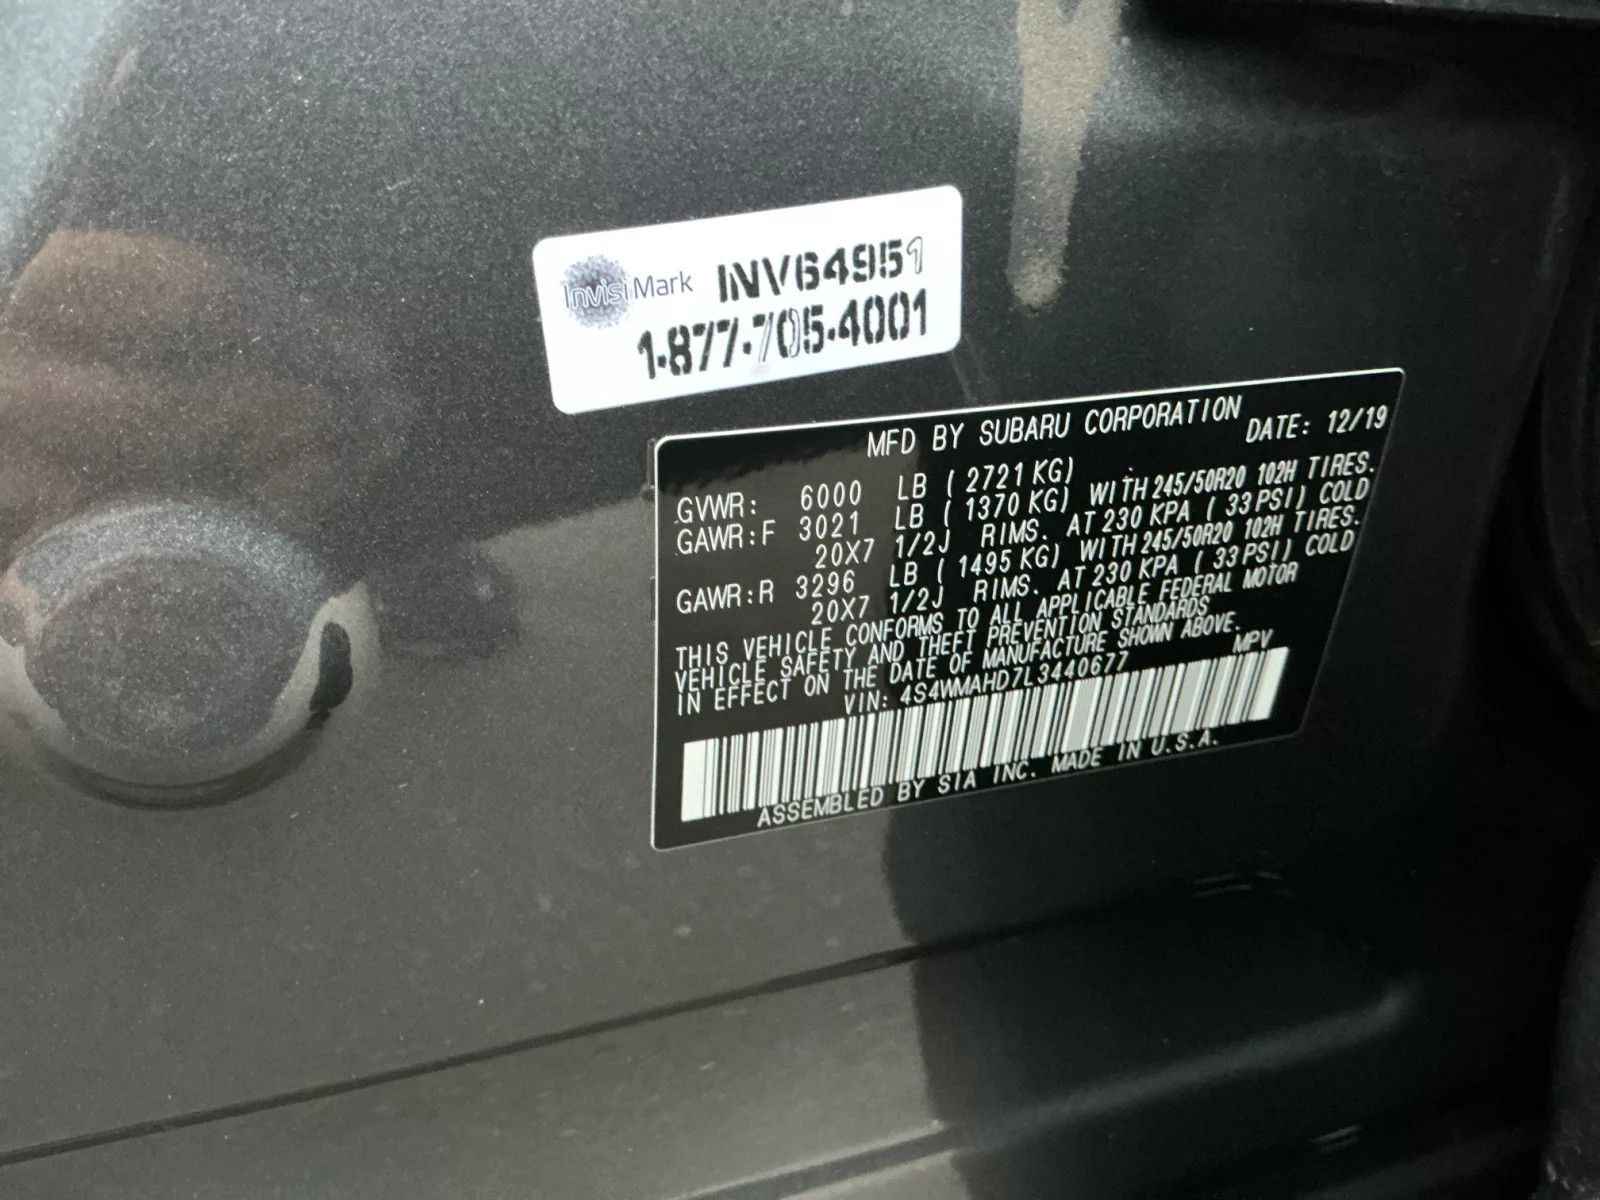 InvisiMark INV64951
1-877-705-4001
MFD BY SUBARU CORPORATION DATE: 12/19
GVWR: 6000 LB ( 2721 KG)
GAWR:F 3021 LB ( 1370 KG) WITH 245/50R20 102H TIRES.
20X7 1/2J RIMS. AT 230 KPA ( 33 PSI) COLD
GAWR:R 3296 LB ( 1495 KG) WITH 245/50R20 102H TIRES.
20X7 1/2J RIMS. AT 230 KPA ( 33 PSI) COLD
THIS VEHICLE CONFORMS TO ALL APPLICABLE FEDERAL MOTOR
VEHICLE SAFETY AND THEFT PREVENTION STANDARDS
IN EFFECT ON THE DATE OF MANUFACTURE SHOWN ABOVE.
VIN: 4S4WMAHD7L3440677 MPV
ASSEMBLED BY SIA INC. MADE IN U.S.A.